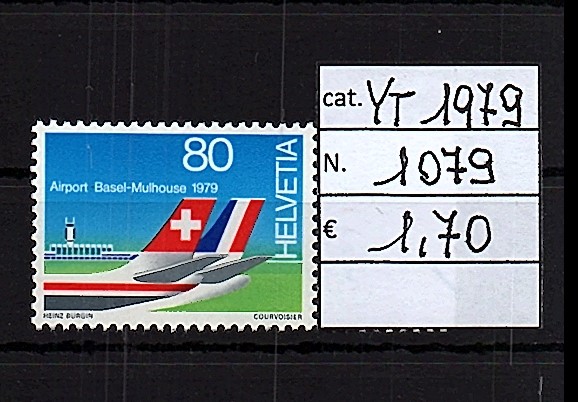 80
Airport Basel-Mulhouse 1979
HELVETIA
HEINZ BÜRGIN
COURVOISIER
cat. YT 1979
N. 1079
€ 1,70